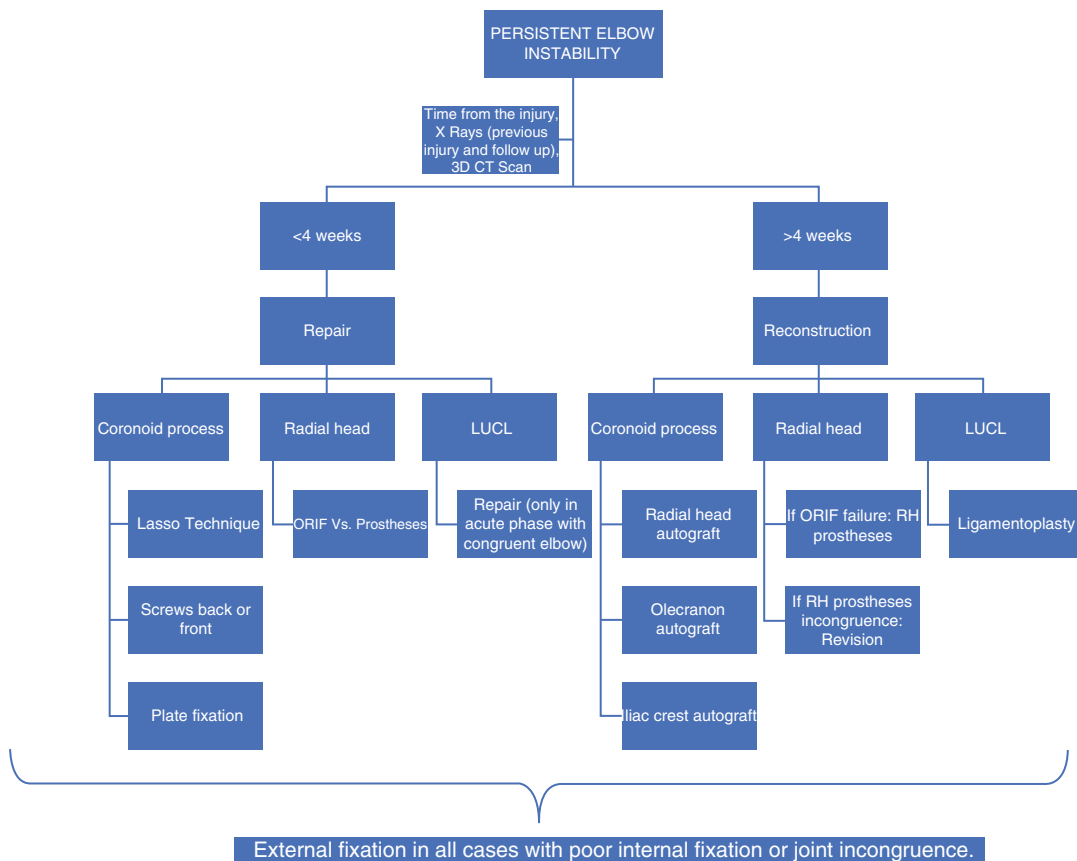 PERSISTENT ELBOW
INSTABILITY
Time from the injury,
X Rays (previous
injury and follow up),
3D CT Scan
<4 weeks
>4 weeks
Repair
Reconstruction
Coronoid process
Radial head
LUCL
Coronoid process
Radial head
LUCL
Lasso Technique
ORIF Vs. Prostheses
Repair (only in
acute phase with
congruent elbow)
Radial head
autograft
If ORIF failure: RH
prostheses
Ligamentoplasty
Screws back or
front
Olecranon
autograft
If RH prostheses
incongruence:
Revision
Plate fixation
Iliac crest autograft
External fixation in all cases with poor internal fixation or joint incongruence.